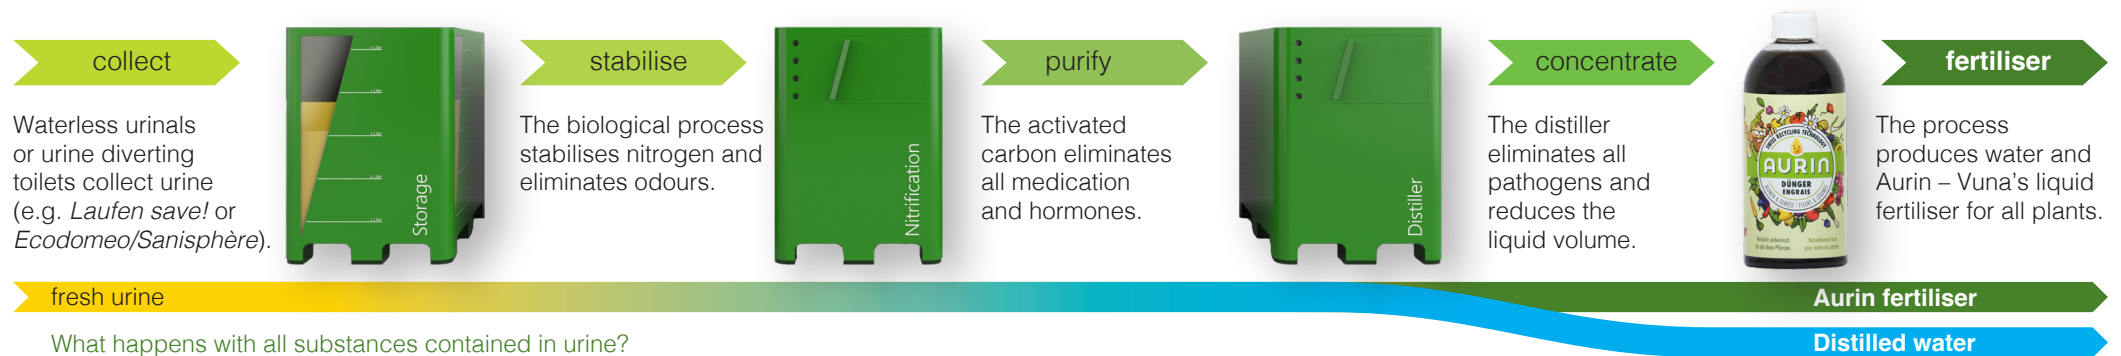 collect
stabilise
purify
concentrate
fertiliser
Waterless urinals
or urine diverting
toilets collect urine
(e.g. Laufen save! or
Ecodomeo/Sanisphère).
Storage
The biological process
stabilises nitrogen and
eliminates odours.
Nitrification
The activated
carbon eliminates
all medication
and hormones.
Distiller
The distiller
eliminates all
pathogens and
reduces the
liquid volume.
SWISS RECYCLING TECHNOLOGY
AURIN
DÜNGER
ENGRAIS
The process
produces water and
Aurin – Vuna’s liquid
fertiliser for all plants.
fresh urine
Aurin fertiliser
Distilled water
What happens with all substances contained in urine?